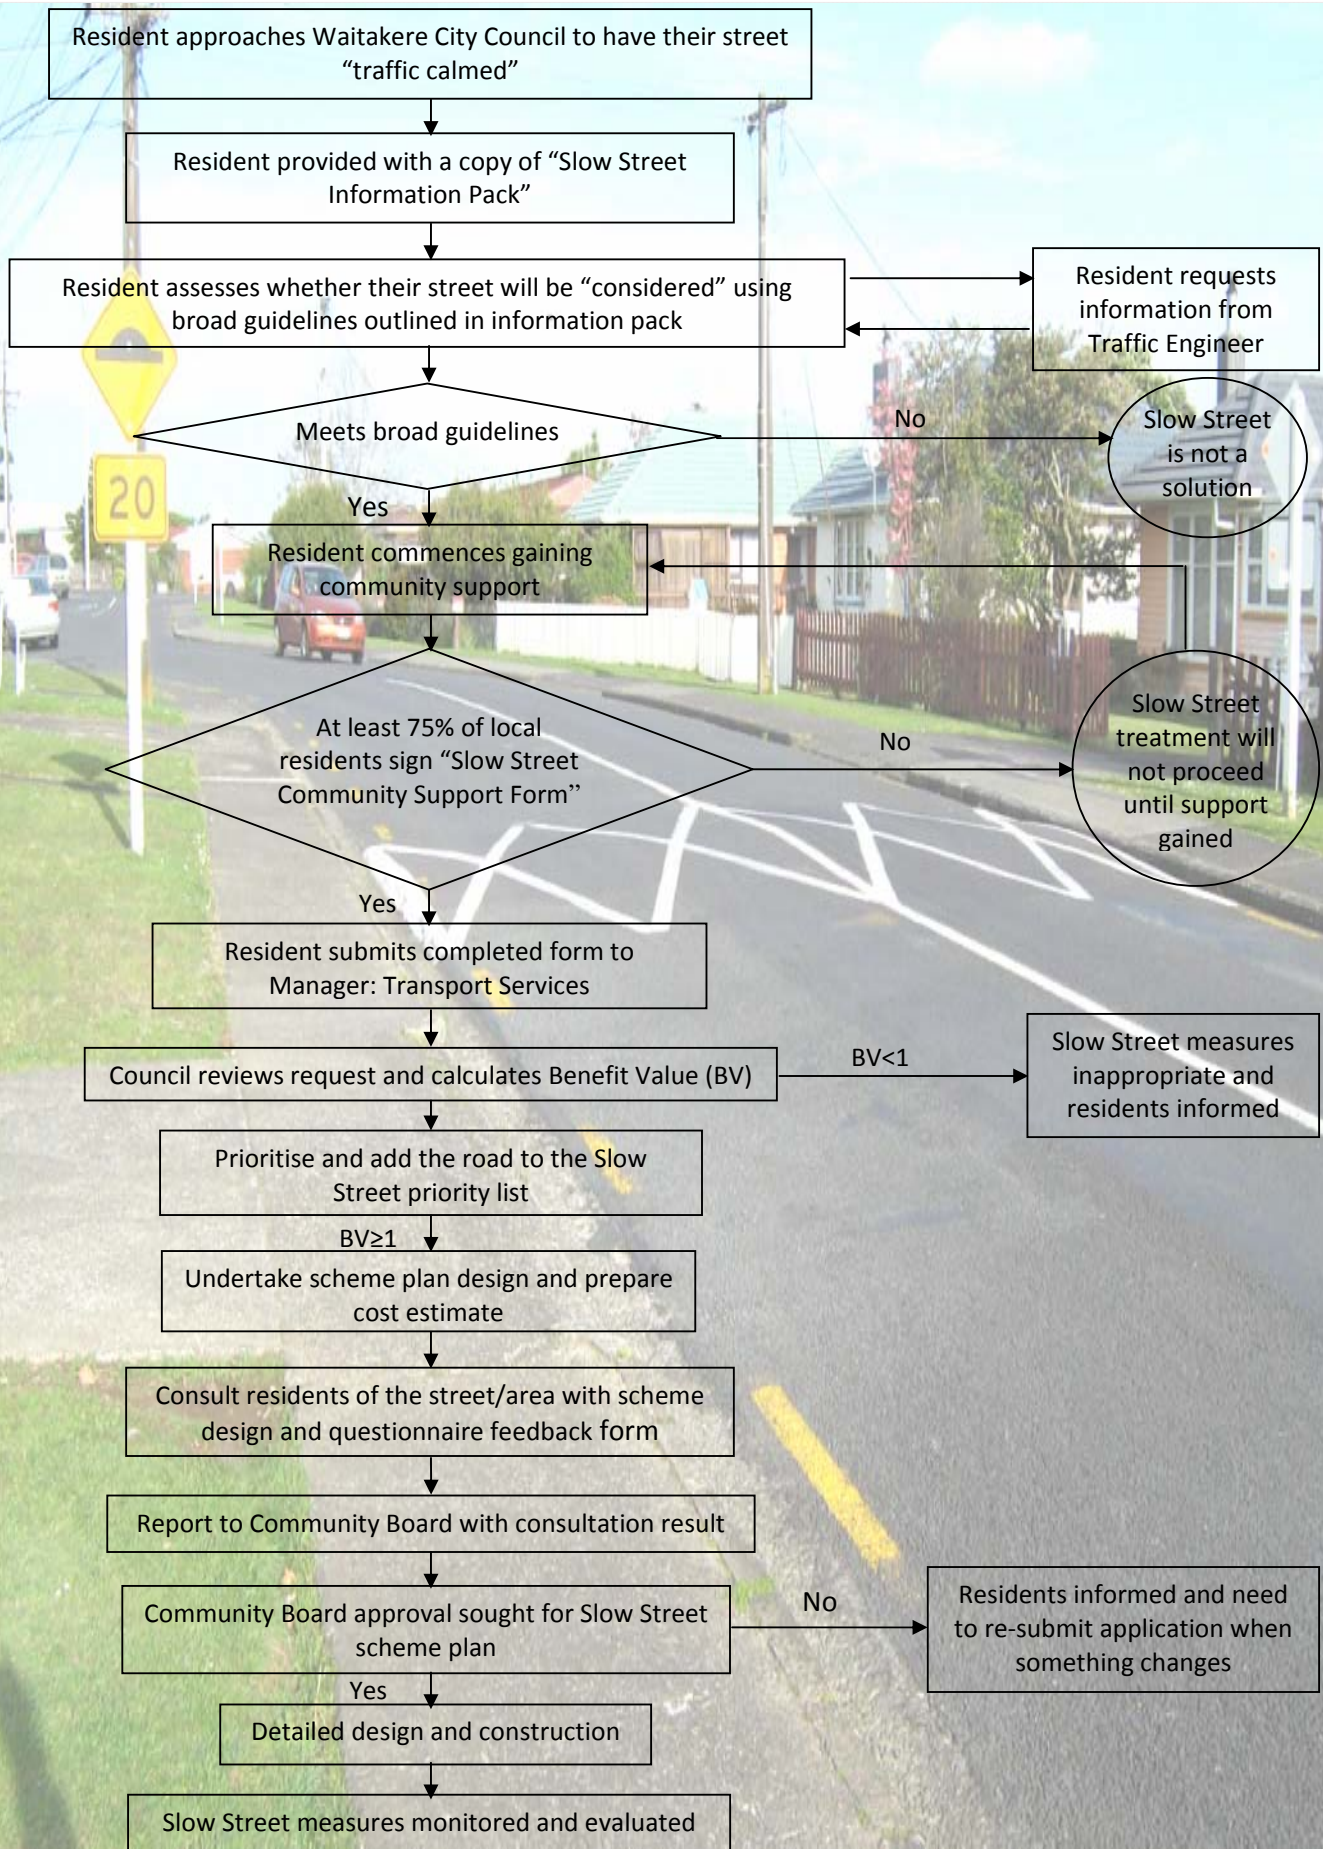 Resident approaches Waitakere City Council to have their street
“traffic calmed”
Resident provided with a copy of “Slow Street
Information Pack”
Resident assesses whether their street will be “considered” using
broad guidelines outlined in information pack
Resident requests
information from
Traffic Engineer
Meets broad guidelines
No
Slow Street
is not a
solution
Yes
20
Resident commences gaining
community support
At least 75% of local
residents sign “Slow Street
Community Support Form”
No
Slow Street
treatment will
not proceed
until support
gained
Yes
Resident submits completed form to
Manager: Transport Services
Council reviews request and calculates Benefit Value (BV)
BV<1
Slow Street measures
inappropriate and
residents informed
Prioritise and add the road to the Slow
Street priority list
BV≥1
Undertake scheme plan design and prepare
cost estimate
Consult residents of the street/area with scheme
design and questionnaire feedback form
Report to Community Board with consultation result
Community Board approval sought for Slow Street
scheme plan
No
Residents informed and need
to re-submit application when
something changes
Yes
Detailed design and construction
Slow Street measures monitored and evaluated